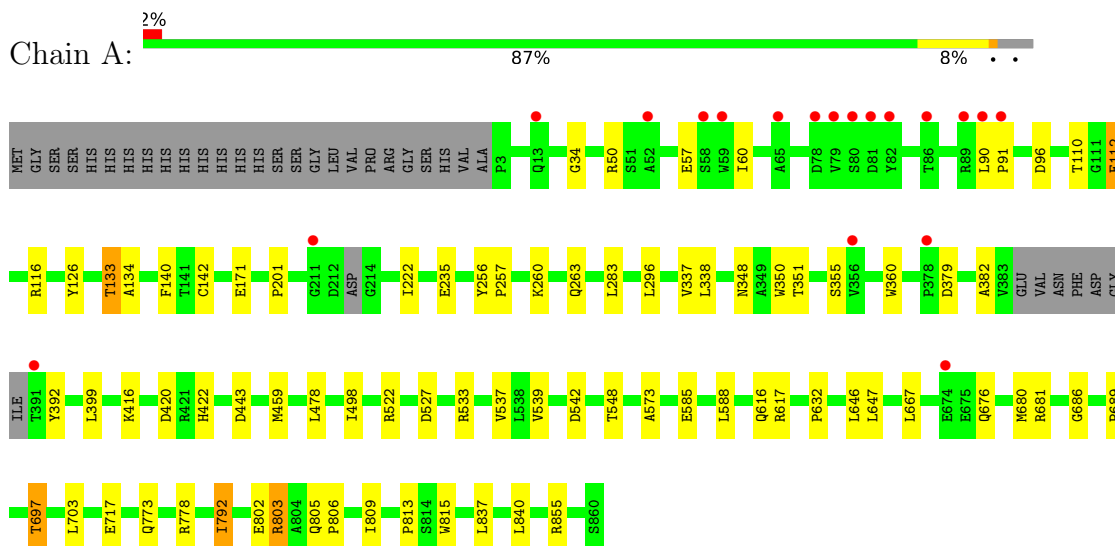 2%
Chain A:
87% 8% • •
MET GLY SER SER HIS HIS HIS HIS HIS HIS HIS HIS HIS HIS SER SER GLY LEU VAL PRO ARG GLY SER HIS VAL ALA P3 Q13 G34 R50 S51 A52 E57 S58 W59 I60 A65 D78 V79 S80 D81 Y82 T86 R89 L90 P91 D96 T110 G111
R116 Y126 T133 A134 F140 T141 C142 E171 P201 G211 D212 ASP G214 I222 E235 Y256 P257 K260 Q263 L283 L296 V337 L338 N348 A349 W350 T351 S355 V356 W360 P378 D379 A382 V383 GLU VAL ASN PHE ASP GLY
ILE T391 Y392 L399 K416 D420 R421 H422 D443 M459 L478 I498 R522 D527 R533 V537 L538 V539 D542 T548 A573 E585 L588 Q616 R617 P632 L646 L647 L667 E674 E675 Q676 M680 R681 G686
T697 L703 E717 Q773 R778 I792 E802 R803 A804 Q805 P806 I809 P813 S814 W815 L837 L840 R855 S860